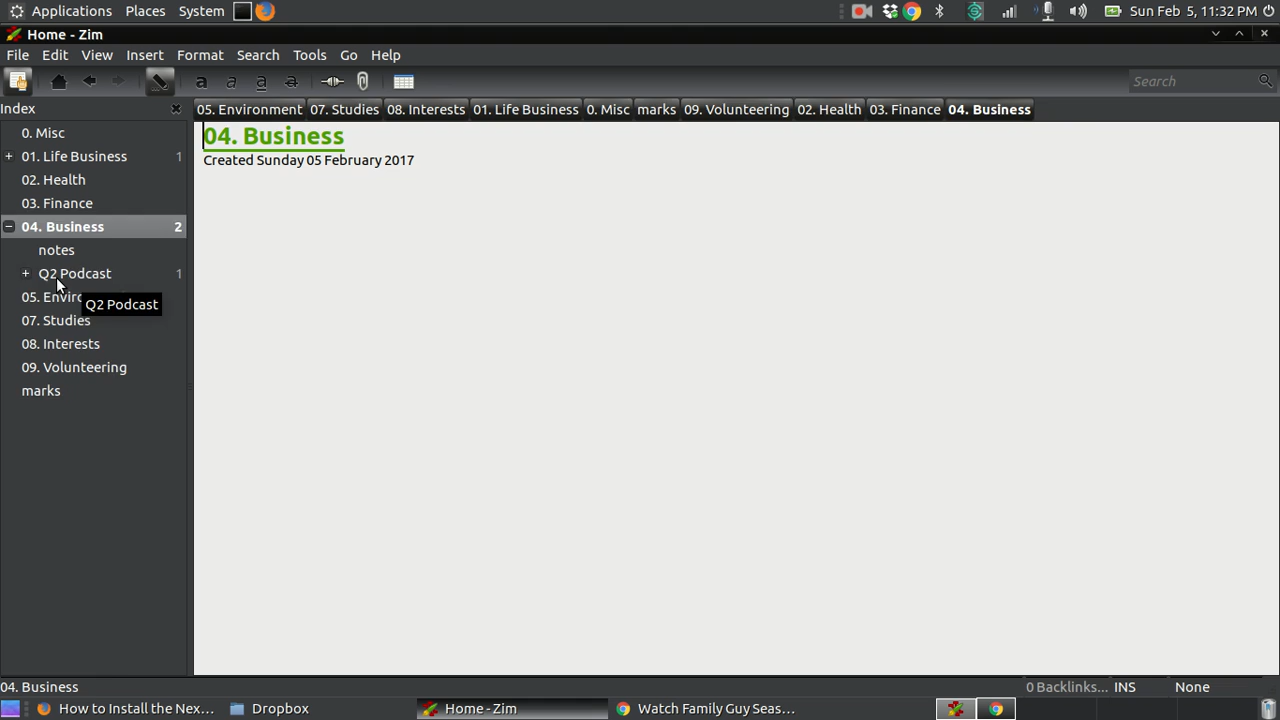 Applications Places System Sun Feb 5, 11:32 PM
Home - Zim
File Edit View Insert Format Search Tools Go Help
a a a a Search
Index
05. Environment 07. Studies 08. Interests 01. Life Business 0. Misc marks 09. Volunteering 02. Health 03. Finance 04. Business
0. Misc
01. Life Business 1
02. Health
03. Finance
04. Business 2
notes
Q2 Podcast 1
05. Enviro
Q2 Podcast
07. Studies
08. Interests
09. Volunteering
marks
04. Business
Created Sunday 05 February 2017
04. Business 0 Backlinks... INS None
How to Install the Nex... Dropbox Home - Zim Watch Family Guy Seas...